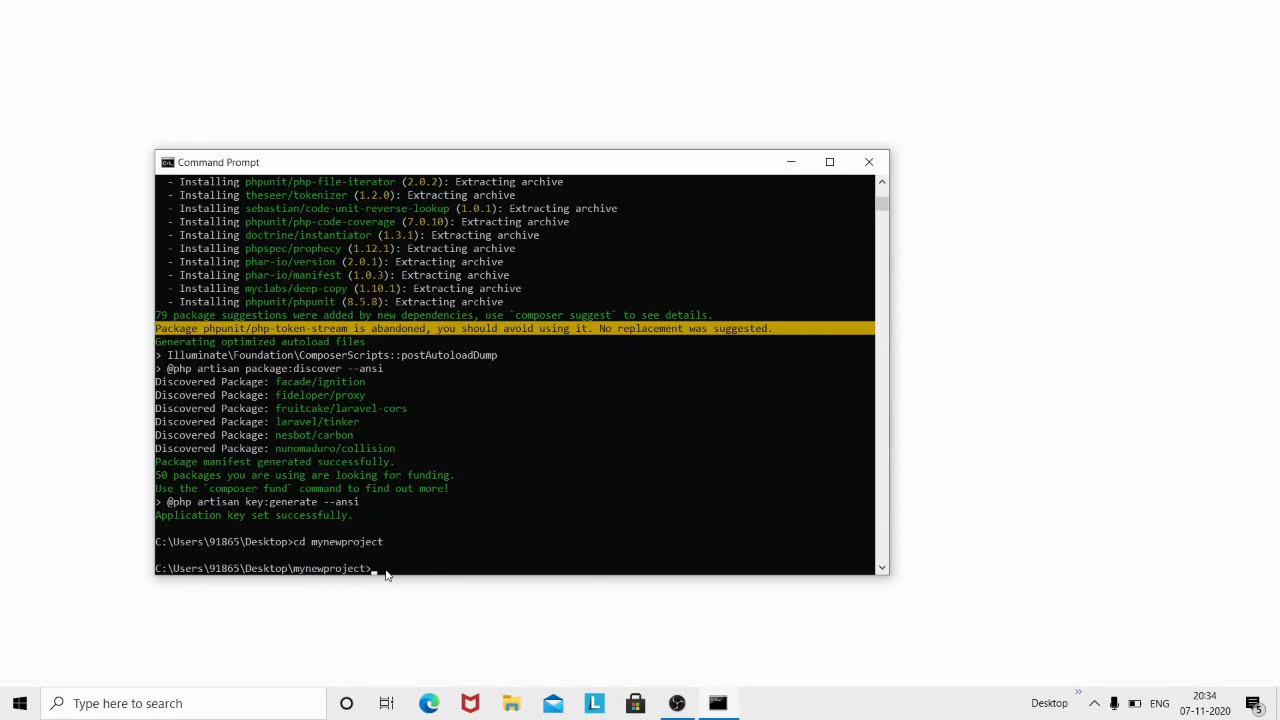 Command Prompt
- Installing phpunit/php-file-iterator (2.0.2): Extracting archive
- Installing theseer/tokenizer (1.2.0): Extracting archive
- Installing sebastian/code-unit-reverse-lookup (1.0.1): Extracting archive
- Installing phpunit/php-code-coverage (7.0.10): Extracting archive
- Installing doctrine/instantiator (1.3.1): Extracting archive
- Installing phpspec/prophecy (1.12.1): Extracting archive
- Installing phar-io/version (2.0.1): Extracting archive
- Installing phar-io/manifest (1.0.3): Extracting archive
- Installing myclabs/deep-copy (1.10.1): Extracting archive
- Installing phpunit/phpunit (8.5.8): Extracting archive
79 package suggestions were added by new dependencies, use `composer suggest` to see details.
Package phpunit/php-token-stream is abandoned, you should avoid using it. No replacement was suggested.
Generating optimized autoload files
> Illuminate\Foundation\ComposerScripts::postAutoloadDump
> @php artisan package:discover --ansi
Discovered Package: facade/ignition
Discovered Package: fideloper/proxy
Discovered Package: fruitcake/laravel-cors
Discovered Package: laravel/tinker
Discovered Package: nesbot/carbon
Discovered Package: nunomaduro/collision
Package manifest generated successfully.
50 packages you are using are looking for funding.
Use the `composer fund` command to find out more!
> @php artisan key:generate --ansi
Application key set successfully.
C:\Users\91865\Desktop>cd mynewproject
C:\Users\91865\Desktop\mynewproject>
Type here to search
L
Desktop
ENG
20:34
07-11-2020
5